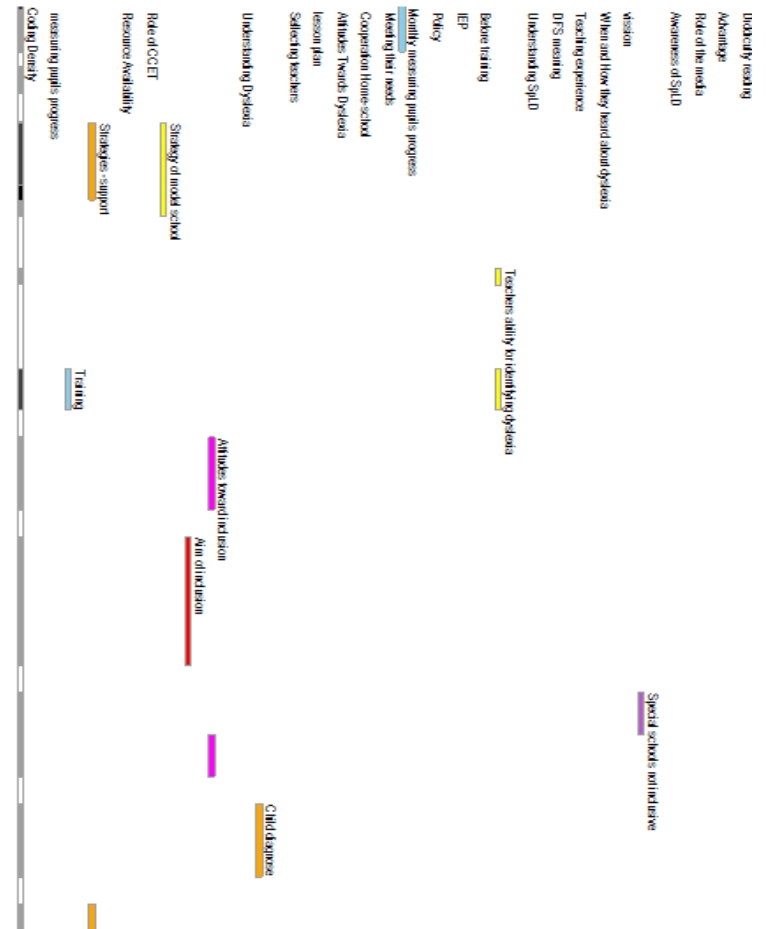 reading
Advantage
Role of the media
Awareness of SpLD
Special schools not inclusive
vission
When and How they heard about dyslexia
Teaching experience
DFS meaning
Understanding SpLD
Teachers ability for identifying dyslexia
Before training
IEP
Policy
Monthly measuring pupils progress
Meeting their needs
Cooperation Home-school
Attitudes Twards Dyslexia
lesson plan
Sellecting teachers
Child diagnose
Understanding Dyslexia
Attitudes toward inclusion
Aim of inclusion
Strategy of model school
Role of CCET
Resource Availability
Strategies - support
Training
measuring pupils progress
Coding Density